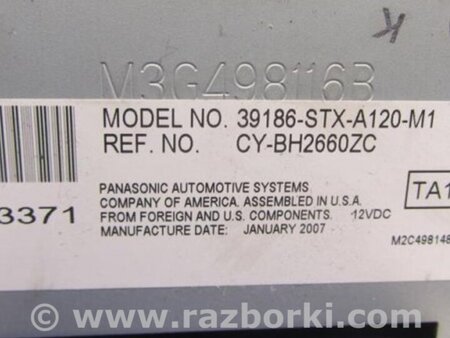 K
M3G498116B
MODEL NO. 39186-STX-A120-M1
REF. NO. CY-BH2660ZC
3371
PANASONIC AUTOMOTIVE SYSTEMS
COMPANY OF AMERICA. ASSEMBLED IN U.S.A.
FROM FOREIGN AND U.S. COMPONENTS. 12VDC
MANUFACTURE DATE: JANUARY 2007
TA1
M2C498148
www.razborki.com